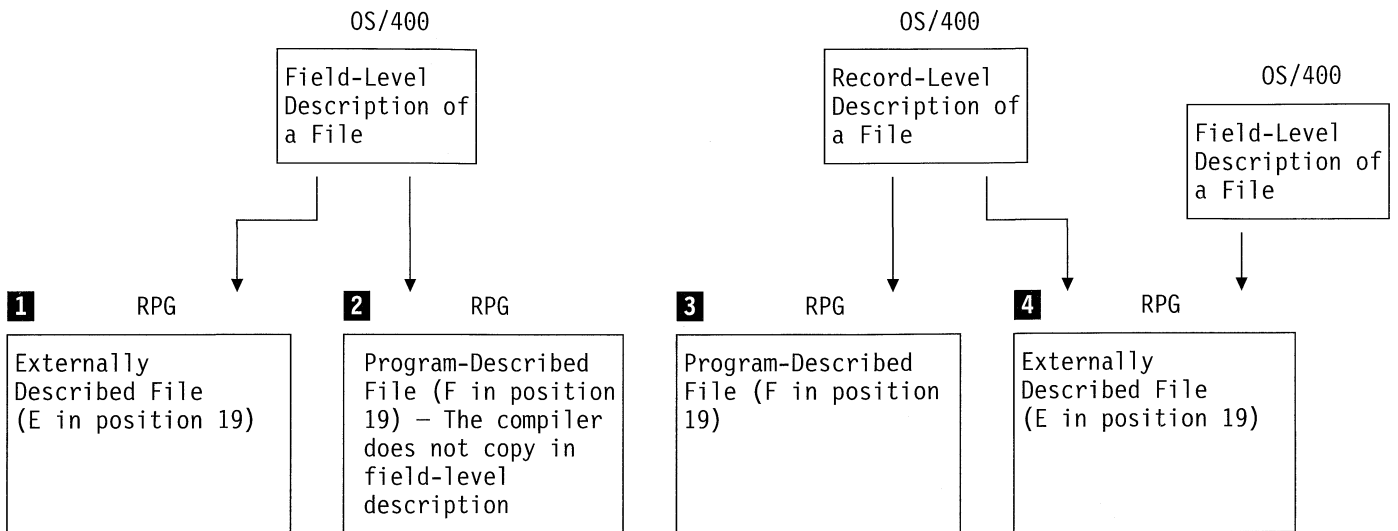 OS/400
Field-Level
Description of
a File
OS/400
Record-Level
Description of
a File
OS/400
Field-Level
Description of
a File
1 RPG
Externally
Described File
(E in position 19)
2 RPG
Program-Described
File (F in position
19) — The compiler
does not copy in
field-level
description
3 RPG
Program-Described
File (F in position
19)
4 RPG
Externally
Described File
(E in position 19)